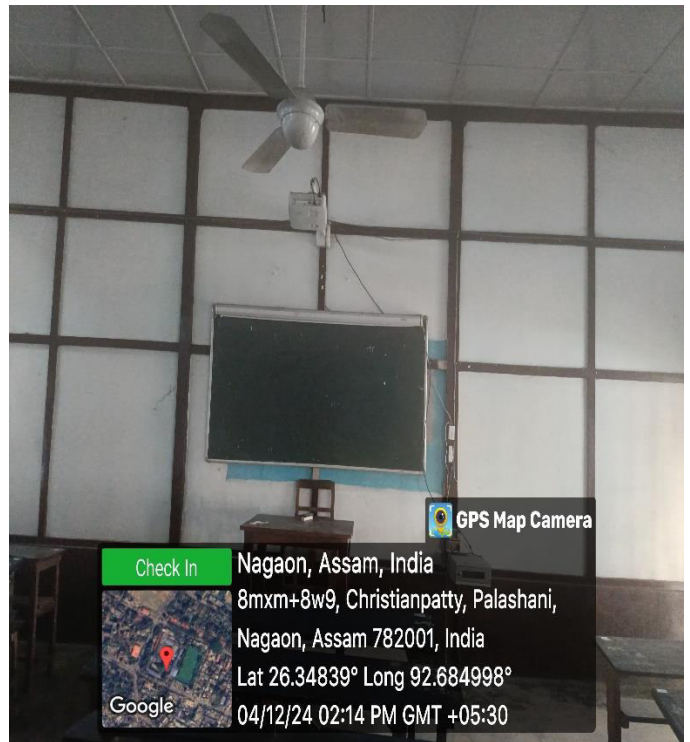 GPS Map Camera
Check In
Nagaon, Assam, India
8mxm+8w9, Christianpatty, Palashani,
Nagaon, Assam 782001, India
Lat 26.34839° Long 92.684998°
04/12/24 02:14 PM GMT +05:30
Google